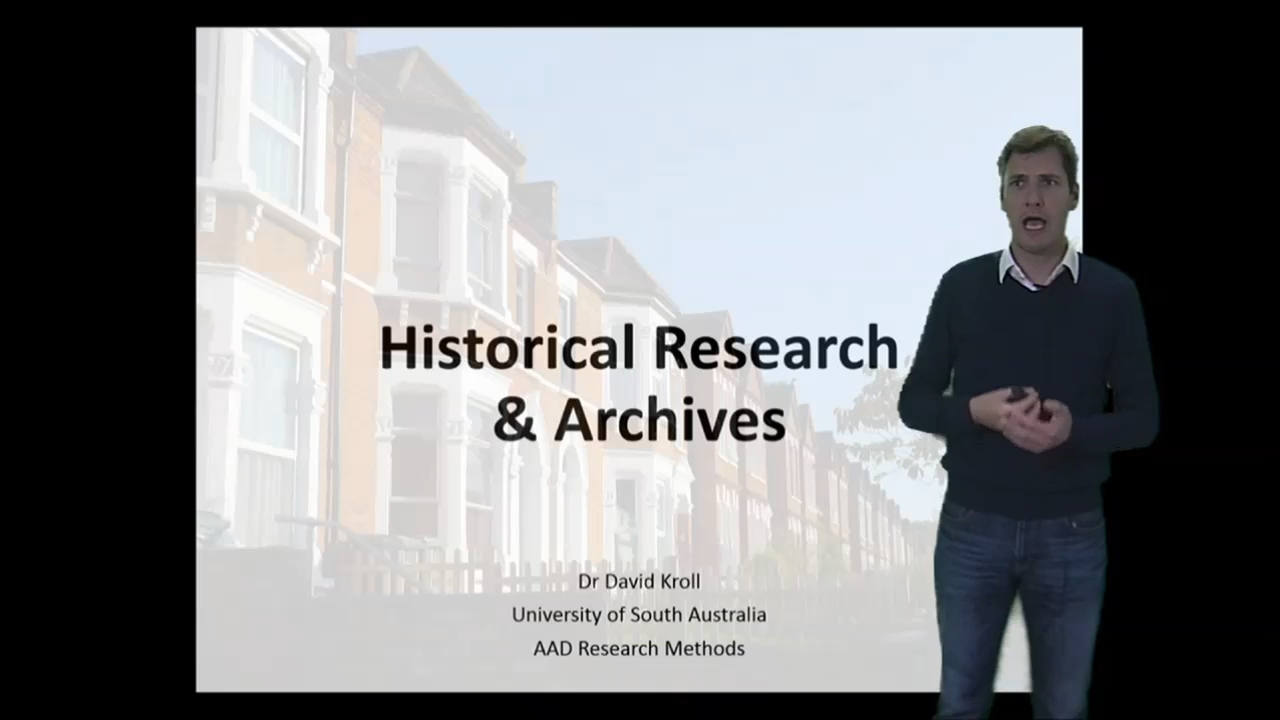 Historical Research
& Archives
Dr David Kroll
University of South Australia
AAD Research Methods